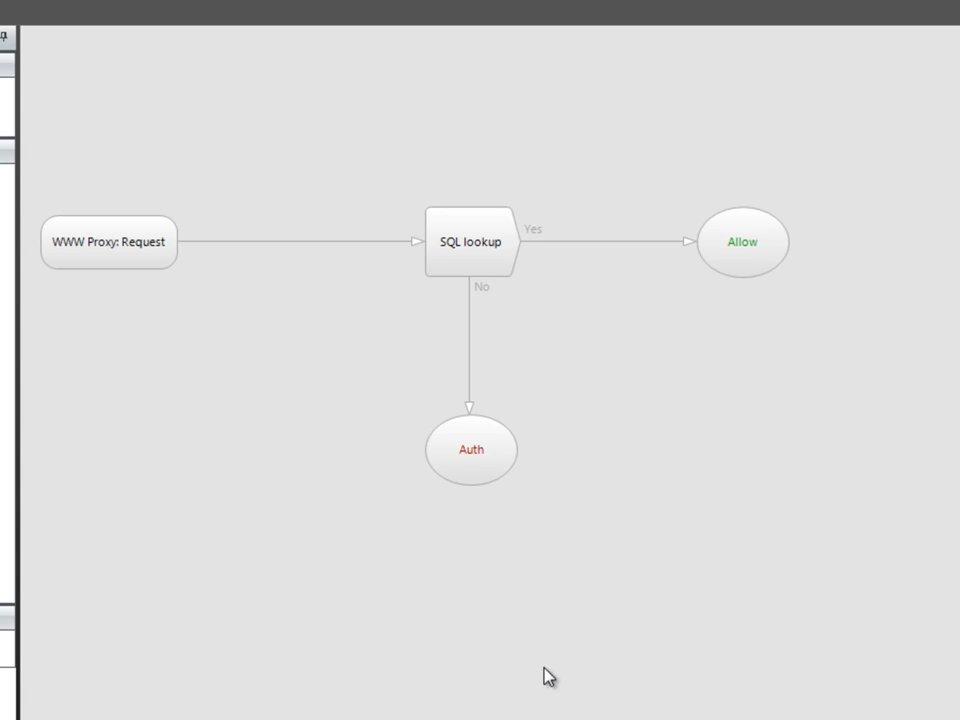 WWW Proxy: Request
SQL lookup
Yes
Allow
No
Auth